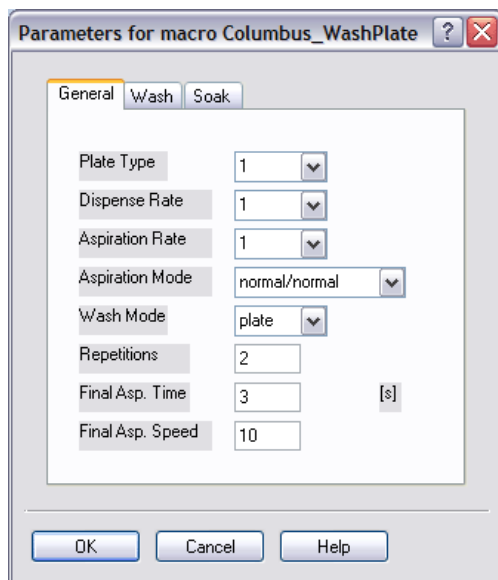 Parameters for macro Columbus_WashPlate ? X
General Wash Soak
Plate Type 1
Dispense Rate 1
Aspiration Rate 1
Aspiration Mode normal/normal
Wash Mode plate
Repetitions 2
Final Asp. Time 3 [s]
Final Asp. Speed 10
OK Cancel Help